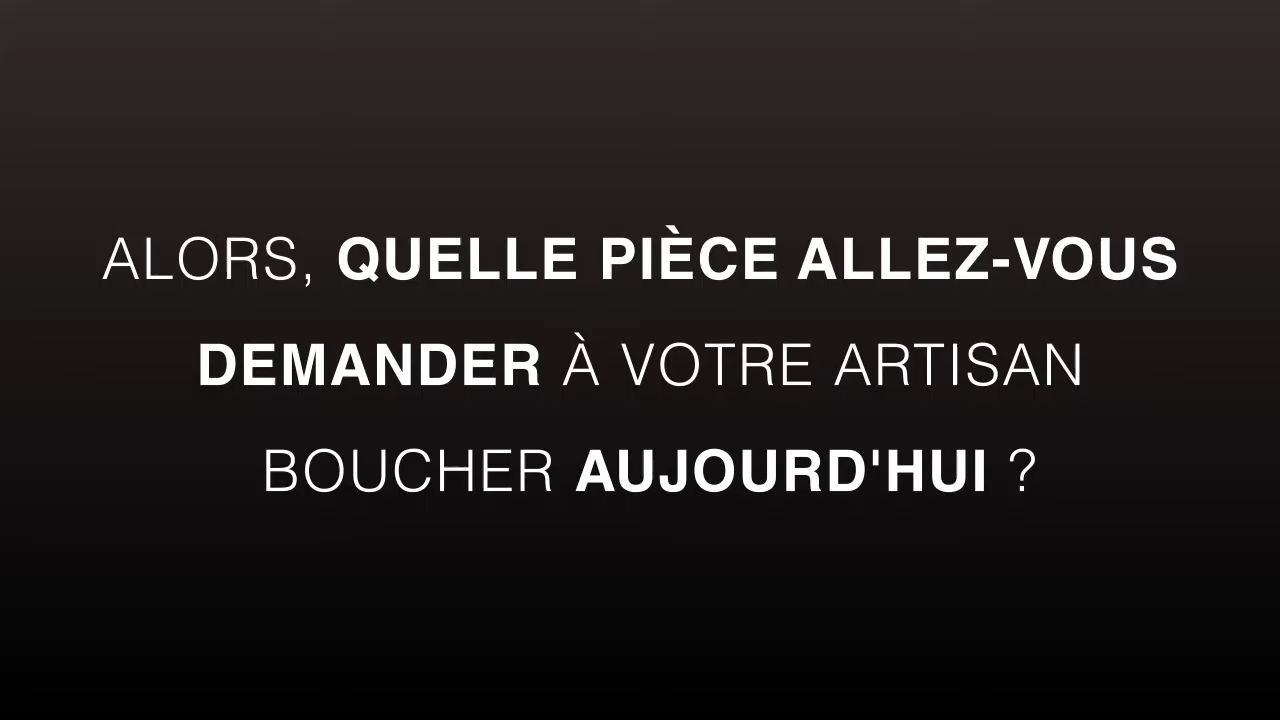 ALORS, QUELLE PIÈCE ALLEZ-VOUS
DEMANDER À VOTRE ARTISAN
BOUCHER AUJOURD'HUI ?